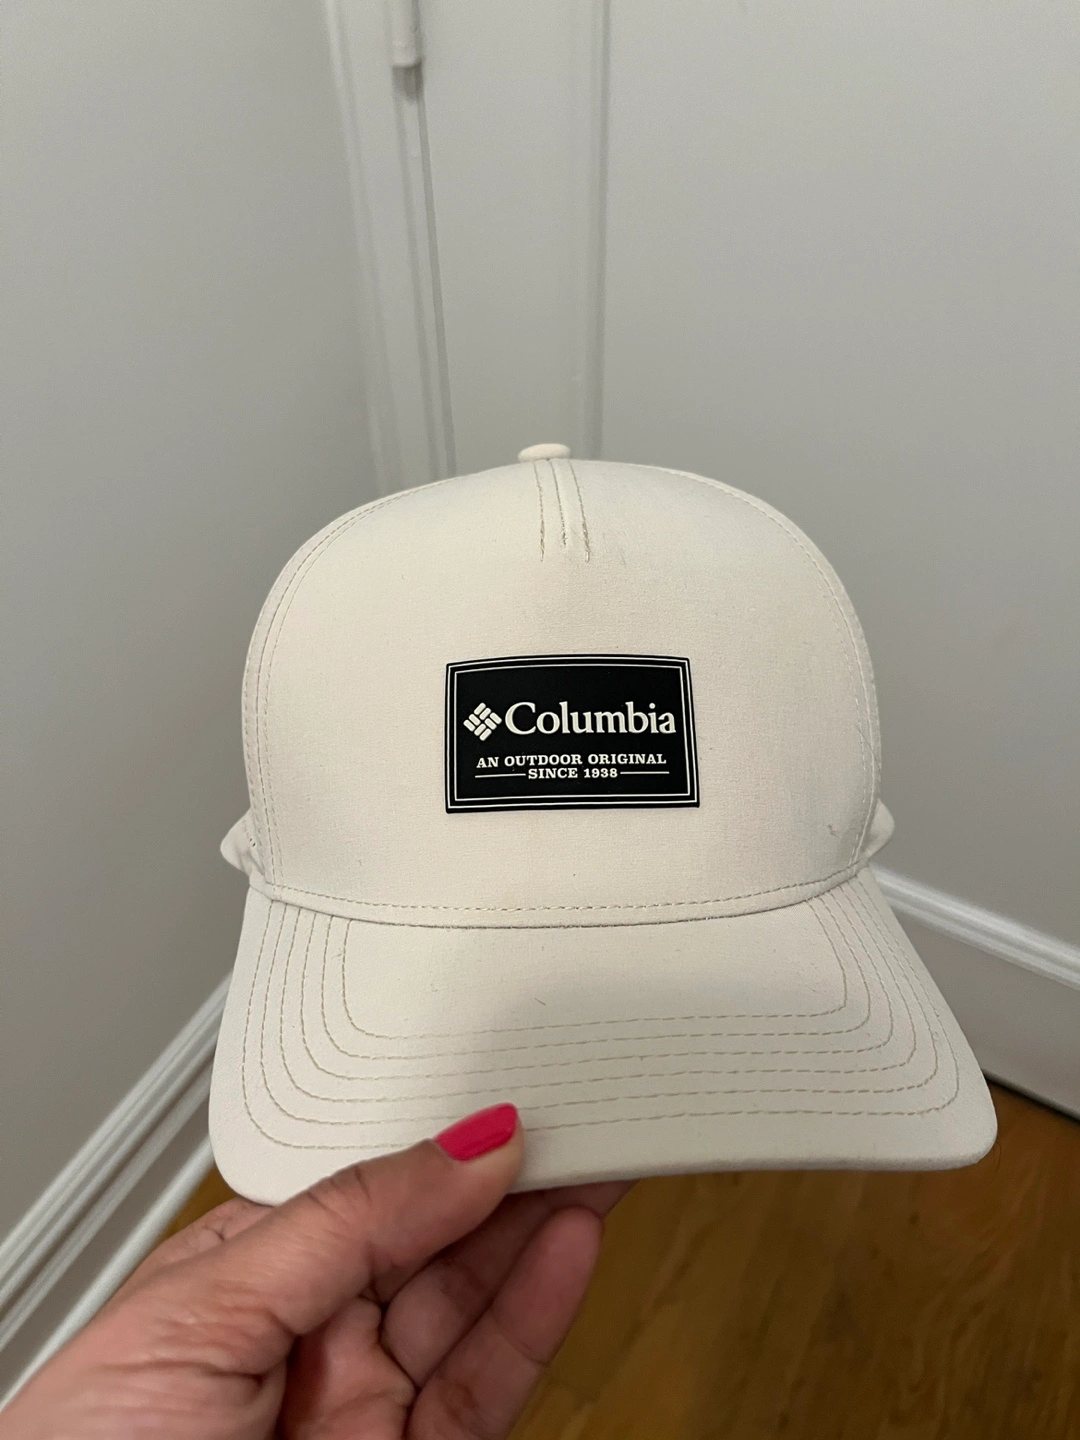 Columbia
AN OUTDOOR ORIGINAL
SINCE 1938